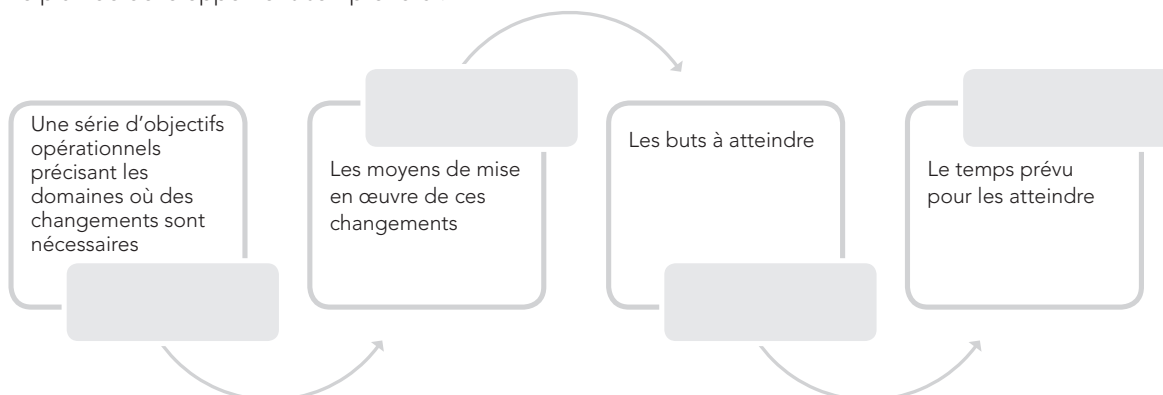 Une série d'objectifs
opérationnels
précisant les
domaines où des
changements sont
nécessaires
Les moyens de mise
en œuvre de ces
changements
Les buts à atteindre
Le temps prévu
pour les atteindre